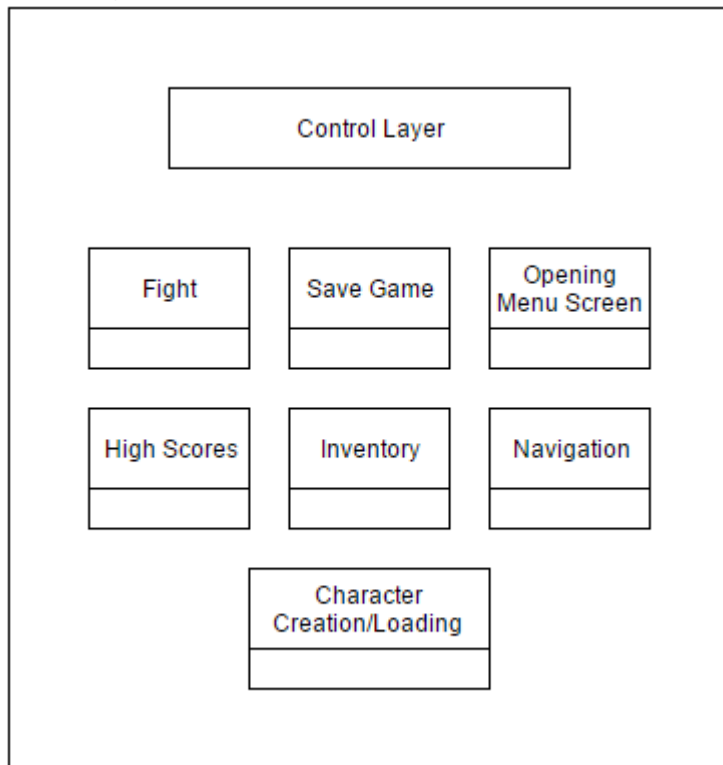 Control Layer
Fight
Save Game
Opening
Menu Screen
High Scores
Inventory
Navigation
Character
Creation/Loading